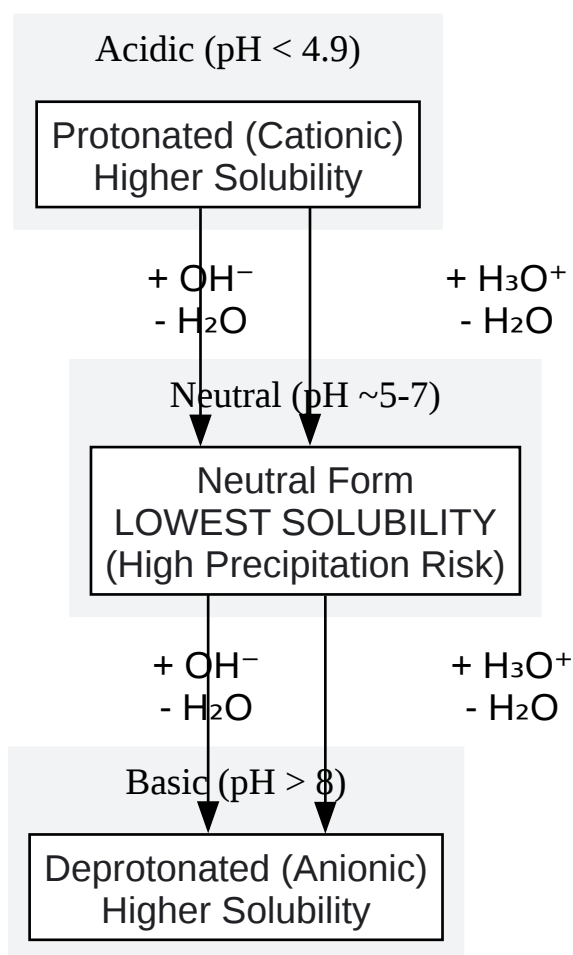 Acidic (pH < 4.9)
Protonated (Cationic)
Higher Solubility
+ OH⁻
- H₂O
+ H₃O⁺
- H₂O
Neutral (pH ~5-7)
Neutral Form
LOWEST SOLUBILITY
(High Precipitation Risk)
+ OH⁻
- H₂O
+ H₃O⁺
- H₂O
Basic (pH > 8)
Deprotonated (Anionic)
Higher Solubility